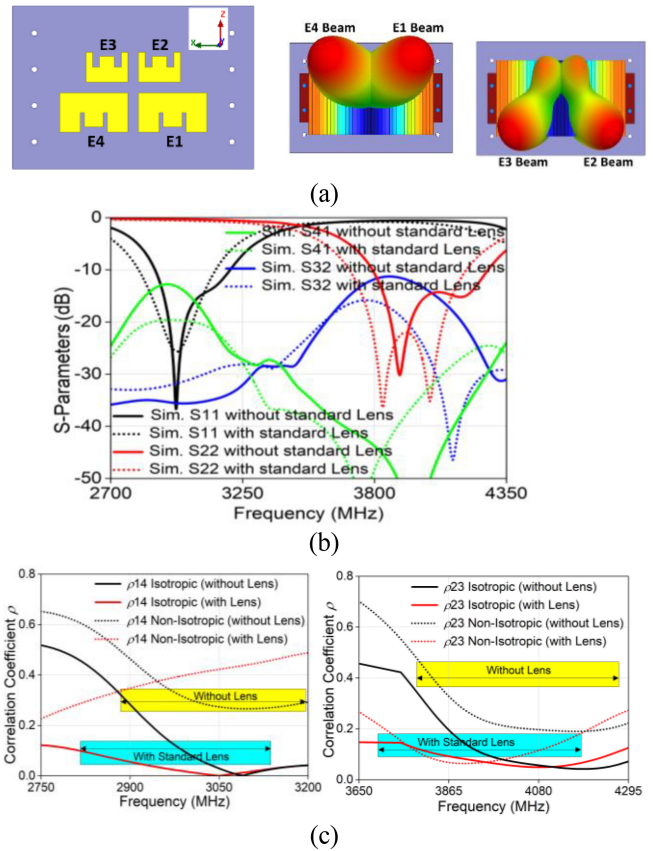 Z
X
Y
E3 E2
E4 E1
E4 Beam E1 Beam
E3 Beam E2 Beam
(a)
S-Parameters (dB)
0
-10
-20
-30
-40
-50
Sim. S41 without standard Lens
Sim. S41 with standard Lens
Sim. S32 without standard Lens
Sim. S32 with standard Lens
Sim. S11 without standard Lens
Sim. S11 with standard Lens
Sim. S22 without standard Lens
Sim. S22 with standard Lens
2700 3250 3800 4350
Frequency (MHz)
(b)
Correlation Coefficient ρ
0.8
0.6
0.4
0.2
0.0
ρ14 Isotropic (without Lens)
ρ14 Isotropic (with Lens)
ρ14 Non-Isotropic (without Lens)
ρ14 Non-Isotropic (with Lens)
Without Lens
With Standard Lens
2750 2900 3050 3200
Frequency (MHz)
Correlation Coefficient ρ
0.8
0.6
0.4
0.2
0.0
ρ23 Isotropic (without Lens)
ρ23 Isotropic (with Lens)
ρ23 Non-Isotropic (without Lens)
ρ23 Non-Isotropic (with Lens)
Without Lens
With Standard Lens
3650 3865 4080 4295
Frequency (MHz)
(c)